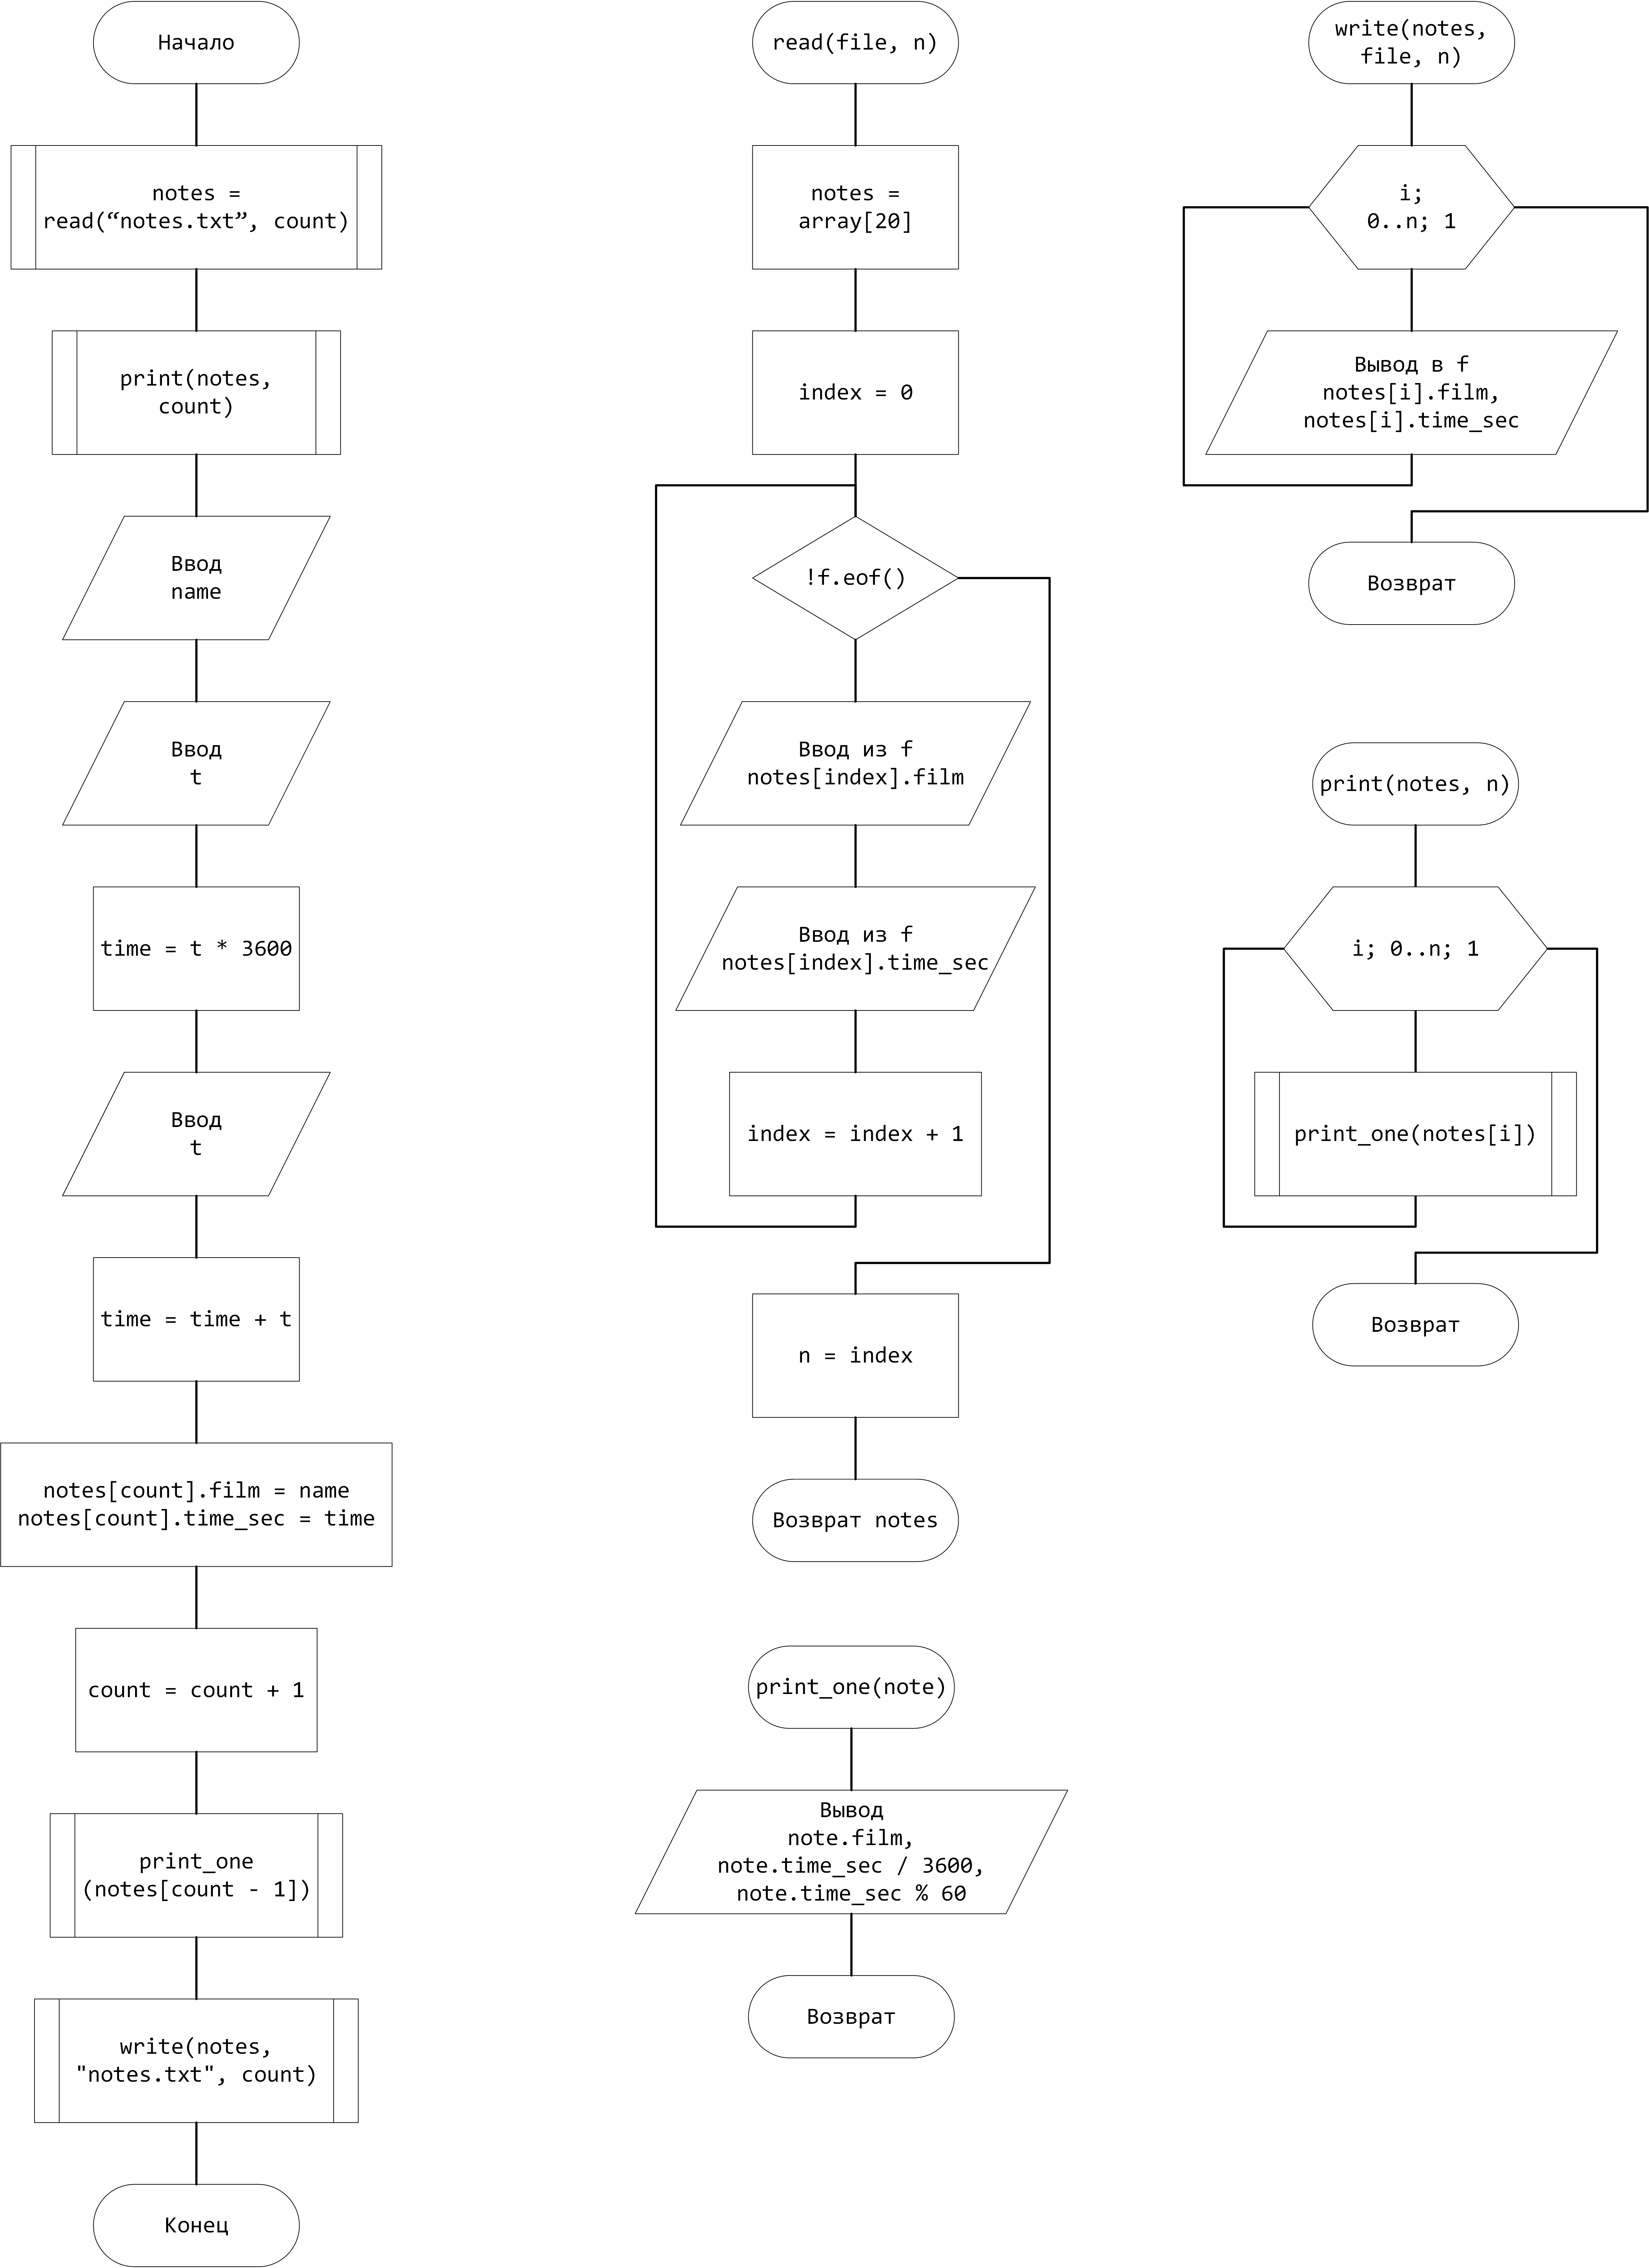 Начало
notes =
read(“notes.txt”, count)
print(notes,
count)
Ввод
name
Ввод
t
time = t * 3600
Ввод
t
time = time + t
notes[count].film = name
notes[count].time_sec = time
count = count + 1
print_one
(notes[count - 1])
write(notes,
"notes.txt", count)
Конец
read(file, n)
notes =
array[20]
index = 0
!f.eof()
Ввод из f
notes[index].film
Ввод из f
notes[index].time_sec
index = index + 1
n = index
Возврат notes
print_one(note)
Вывод
note.film,
note.time_sec / 3600,
note.time_sec % 60
Возврат
write(notes,
file, n)
i;
0..n; 1
Вывод в f
notes[i].film,
notes[i].time_sec
Возврат
print(notes, n)
i; 0..n; 1
print_one(notes[i])
Возврат